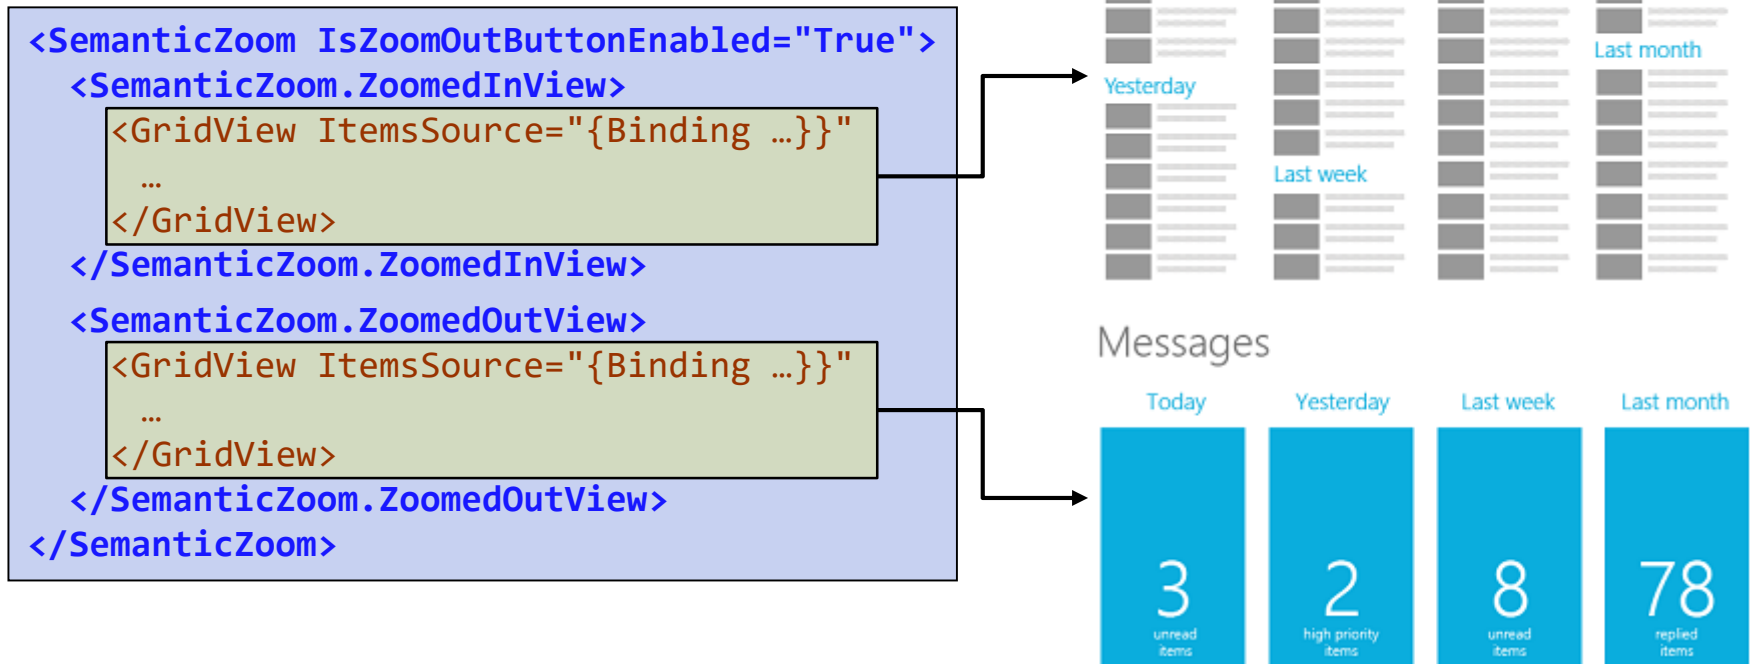 <SemanticZoom IsZoomOutButtonEnabled="True">
<SemanticZoom.ZoomedInView>
<GridView ItemsSource="{Binding …}}"
…
</GridView>
</SemanticZoom.ZoomedInView>
<SemanticZoom.ZoomedOutView>
<GridView ItemsSource="{Binding …}}"
…
</GridView>
</SemanticZoom.ZoomedOutView>
</SemanticZoom>
Last month
Yesterday
Last week
Messages
Today Yesterday Last week Last month
3 2 8 78
unread high priority unread replied
items items items items